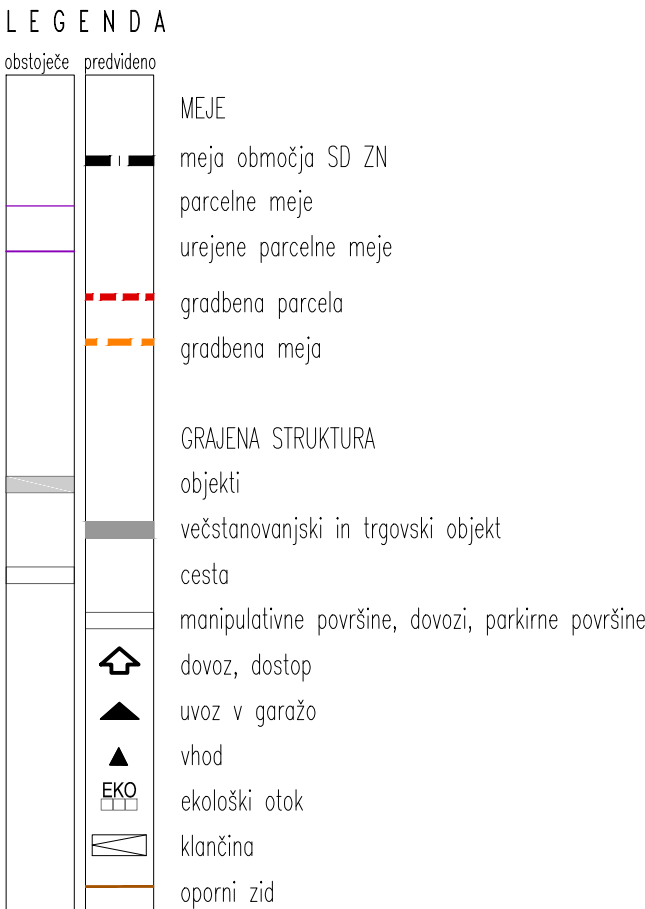 LEGENDA
obstoječe predvideno
MEJE
meja območja SD ZN
parcelne meje
urejene parcelne meje
gradbena parcela
gradbena meja
GRAJENA STRUKTURA
objekti
večstanovanjski in trgovski objekt
cesta
manipulativne površine, dovozi, parkirne površine
dovoz, dostop
uvoz v garažo
vhod
EKO
ekološki otok
klančina
oporni zid